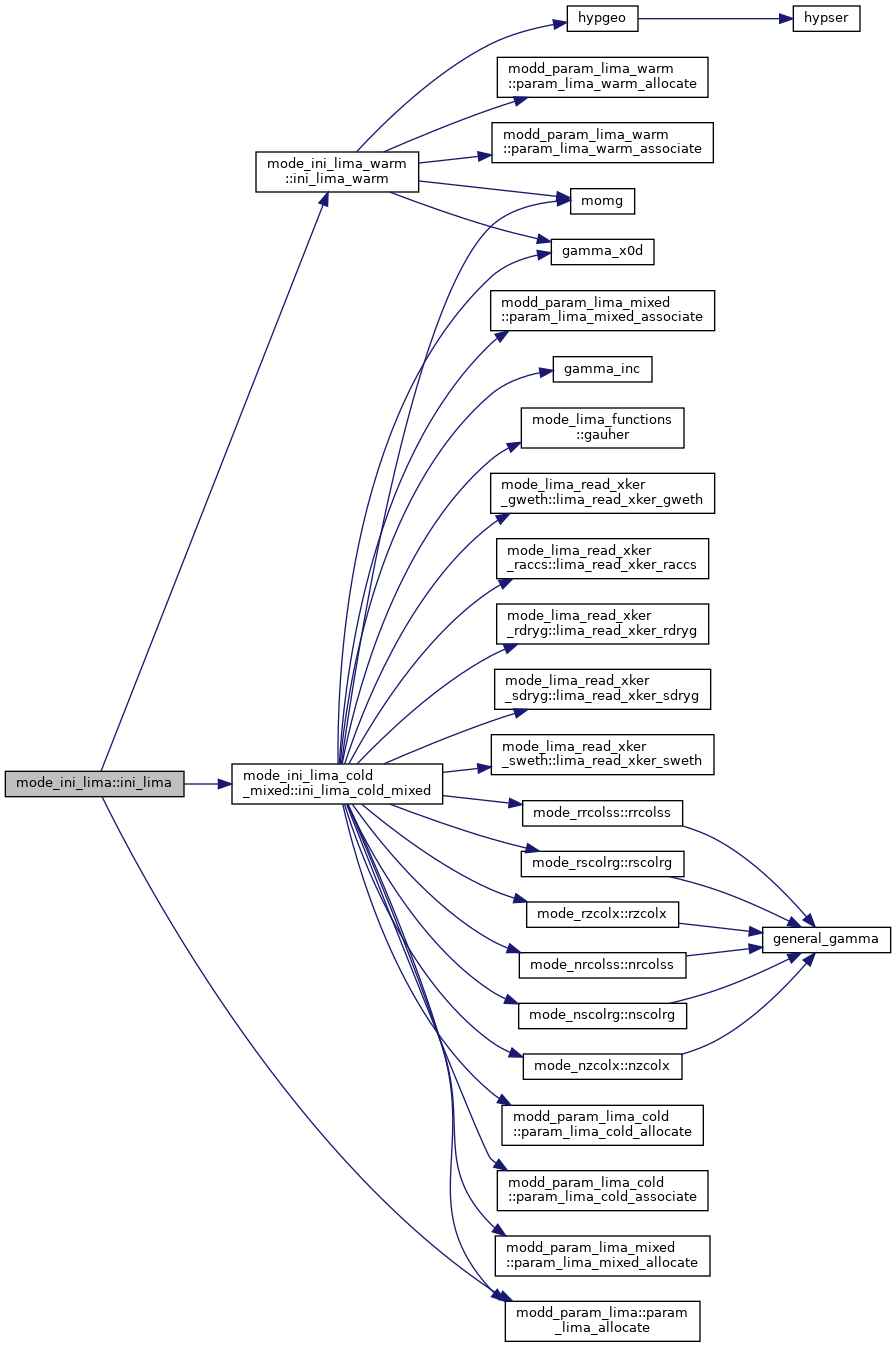 hypgeo
hypser
modd_param_lima_warm
::param_lima_warm_allocate
modd_param_lima_warm
::param_lima_warm_associate
mode_ini_lima_warm
::ini_lima_warm
momg
gamma_x0d
modd_param_lima_mixed
::param_lima_mixed_associate
gamma_inc
mode_lima_functions
::gauher
mode_lima_read_xker
_gweth::lima_read_xker_gweth
mode_lima_read_xker
_raccs::lima_read_xker_raccs
mode_lima_read_xker
_rdryg::lima_read_xker_rdryg
mode_lima_read_xker
_sdryg::lima_read_xker_sdryg
mode_lima_read_xker
_sweth::lima_read_xker_sweth
mode_ini_lima::ini_lima
mode_ini_lima_cold
_mixed::ini_lima_cold_mixed
mode_rrcolss::rrcolss
mode_rscolrg::rscolrg
mode_rzcolx::rzcolx
general_gamma
mode_nrcolss::nrcolss
mode_nscolrg::nscolrg
mode_nzcolx::nzcolx
modd_param_lima_cold
::param_lima_cold_allocate
modd_param_lima_cold
::param_lima_cold_associate
modd_param_lima_mixed
::param_lima_mixed_allocate
modd_param_lima::param
_lima_allocate